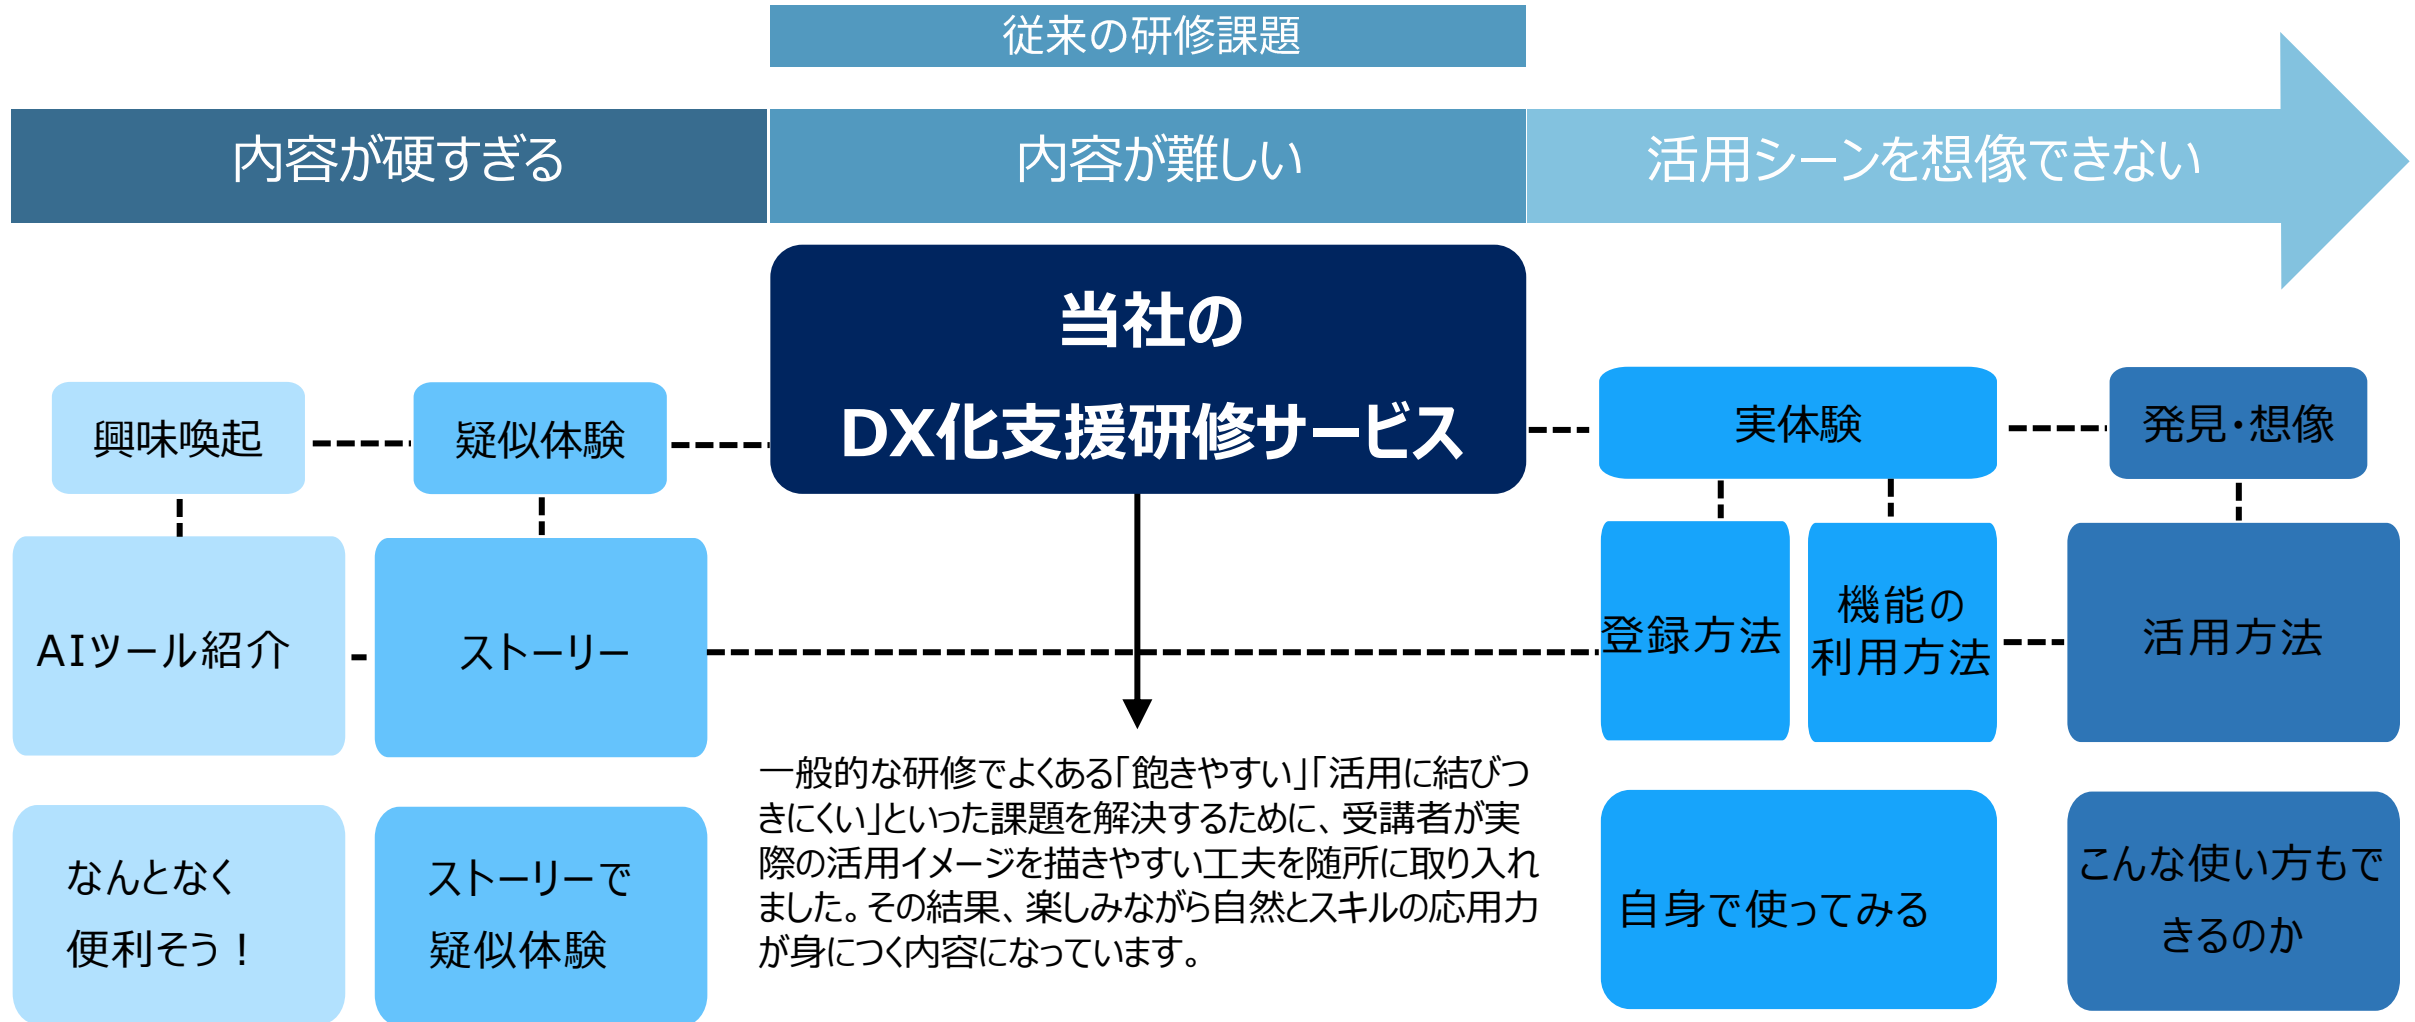 従来の研修課題
内容が硬すぎる
内容が難しい
活用シーンを想像できない
当社の
DX化支援研修サービス
興味喚起
疑似体験
実体験
発見・想像
AIツール紹介
ストーリー
登録方法
機能の
利用方法
活用方法
一般的な研修でよくある「飽きやすい」「活用に結びつ
きにくい」といった課題を解決するために、受講者が実
際の活用イメージを描きやすい工夫を随所に取り入れ
ました。その結果、楽しみながら自然とスキルの応用力
が身につく内容になっています。
なんとなく
便利そう！
ストーリーで
疑似体験
自身で使ってみる
こんな使い方もで
きるのか